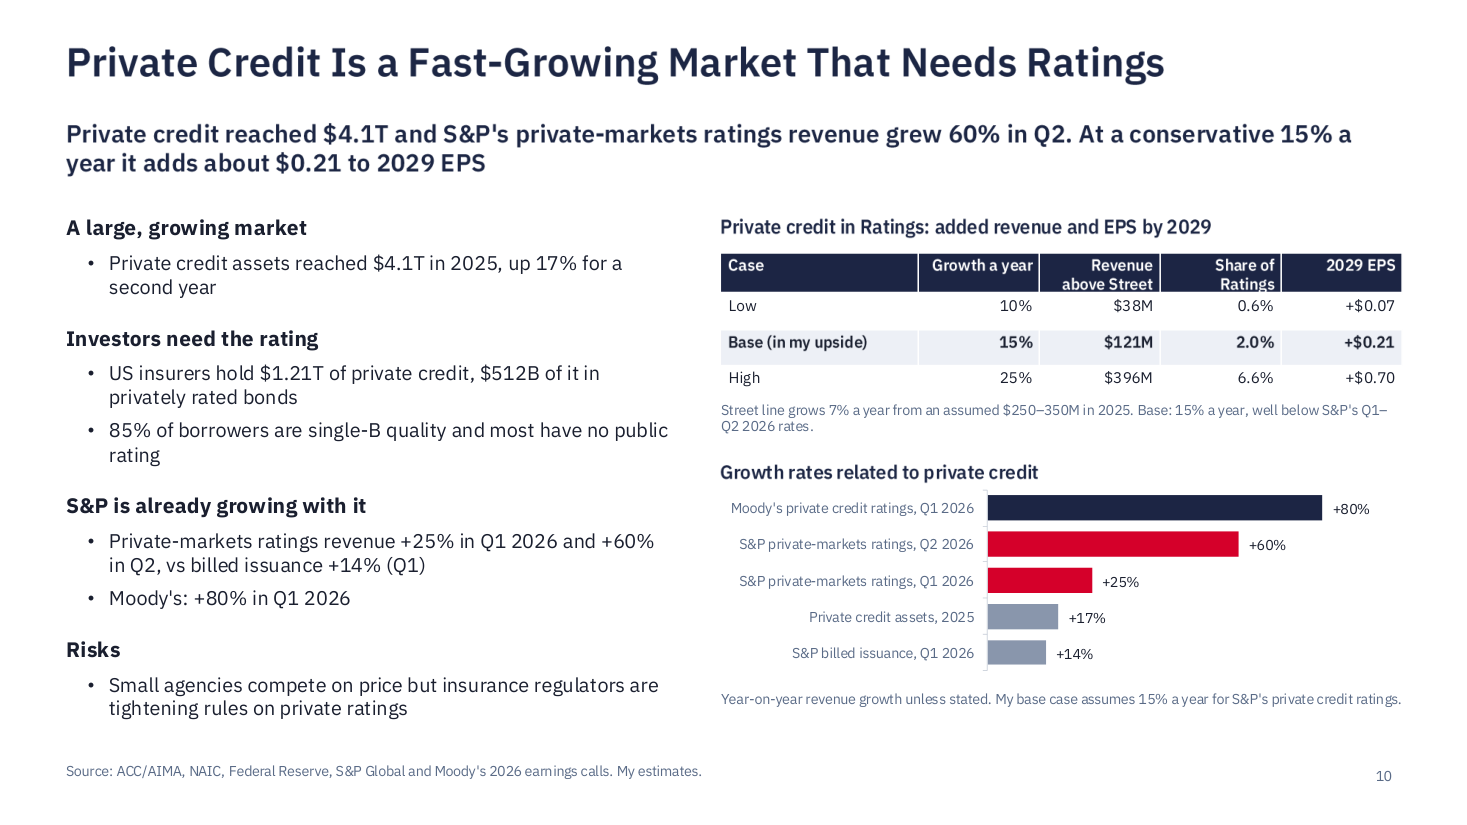 Private Credit Is a Fast-Growing Market That Needs Ratings
Private credit reached $4.1T and S&P's private-markets ratings revenue grew 60% in Q2. At a conservative 15% a
year it adds about $0.21 to 2029 EPS
A large, growing market
• Private credit assets reached $4.1T in 2025, up 17% for a
second year
Investors need the rating
• US insurers hold $1.21T of private credit, $512B of it in
privately rated bonds
• 85% of borrowers are single-B quality and most have no public
rating
S&P is already growing with it
• Private-markets ratings revenue +25% in Q1 2026 and +60%
in Q2, vs billed issuance +14% (Q1)
• Moody's: +80% in Q1 2026
Risks
• Small agencies compete on price but insurance regulators are
tightening rules on private ratings
Private credit in Ratings: added revenue and EPS by 2029
Case Growth a year Revenue above Street Share of Ratings 2029 EPS
Low 10% $38M 0.6% +$0.07
Base (in my upside) 15% $121M 2.0% +$0.21
High 25% $396M 6.6% +$0.70
Street line grows 7% a year from an assumed $250–350M in 2025. Base: 15% a year, well below S&P's Q1–
Q2 2026 rates.
Growth rates related to private credit
Moody's private credit ratings, Q1 2026 +80%
S&P private-markets ratings, Q2 2026 +60%
S&P private-markets ratings, Q1 2026 +25%
Private credit assets, 2025 +17%
S&P billed issuance, Q1 2026 +14%
Year-on-year revenue growth unless stated. My base case assumes 15% a year for S&P's private credit ratings.
Source: ACC/AIMA, NAIC, Federal Reserve, S&P Global and Moody's 2026 earnings calls. My estimates.
10